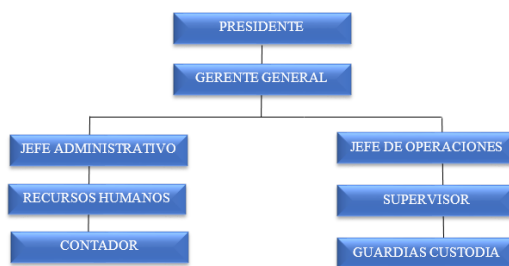 PRESIDENTE
GERENTE GENERAL
JEFE ADMINISTRATIVO
JEFE DE OPERACIONES
RECURSOS HUMANOS
SUPERVISOR
CONTADOR
GUARDIAS CUSTODIA